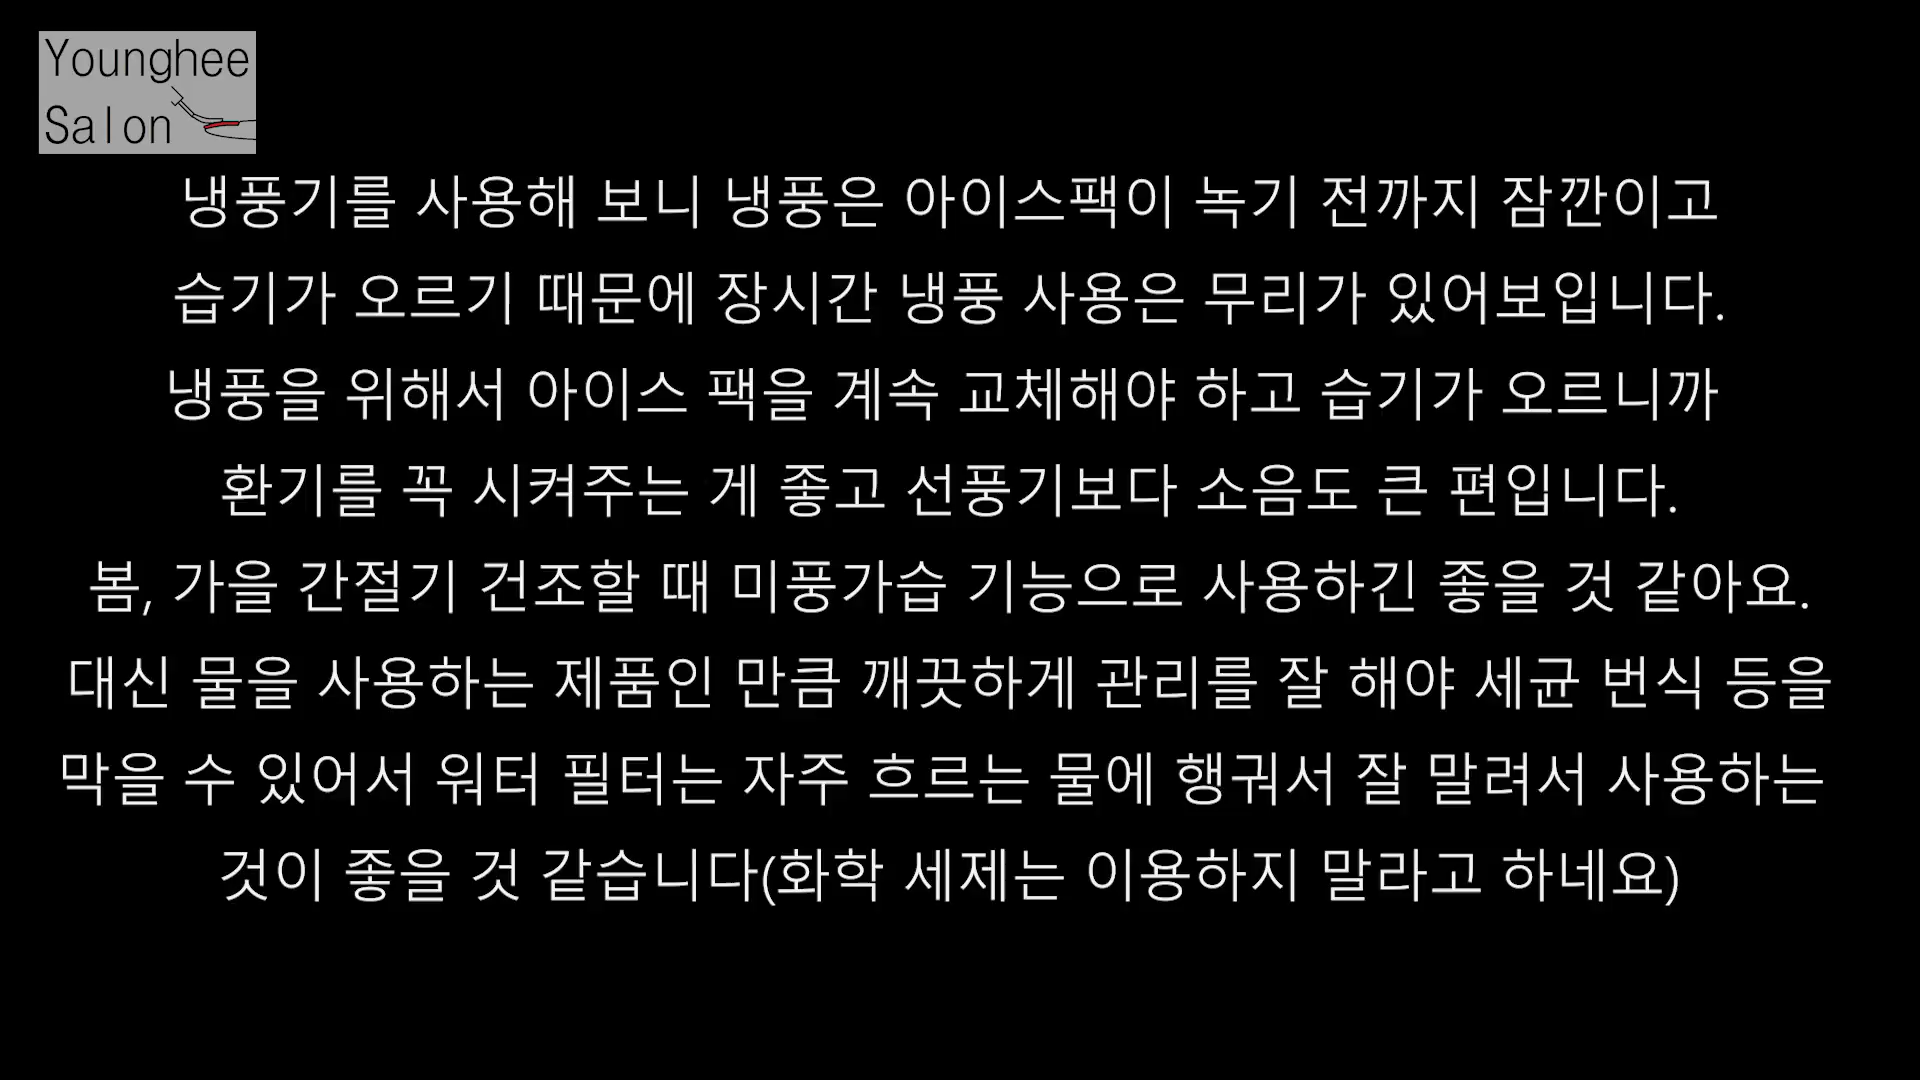 Younghee
Salon
냉풍기를 사용해 보니 냉풍은 아이스팩이 녹기 전까지 잠깐이고
습기가 오르기 때문에 장시간 냉풍 사용은 무리가 있어보입니다.
냉풍을 위해서 아이스 팩을 계속 교체해야 하고 습기가 오르니까
환기를 꼭 시켜주는 게 좋고 선풍기보다 소음도 큰 편입니다.
봄, 가을 간절기 건조할 때 미풍가습 기능으로 사용하긴 좋을 것 같아요.
대신 물을 사용하는 제품인 만큼 깨끗하게 관리를 잘 해야 세균 번식 등을
막을 수 있어서 워터 필터는 자주 흐르는 물에 행궈서 잘 말려서 사용하는
것이 좋을 것 같습니다(화학 세제는 이용하지 말라고 하네요)